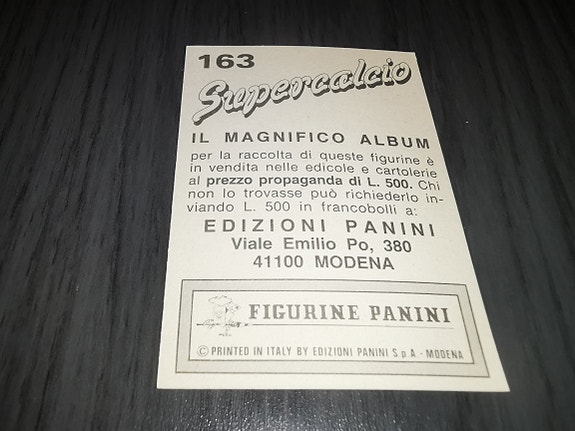 163
Supercalcio
IL MAGNIFICO ALBUM
per la raccolta di queste figurine è
in vendita nelle edicole e cartolerie
al prezzo propaganda di L. 500. Chi
non lo trovasse può richiederlo in-
viando L. 500 in francobolli a:
EDIZIONI PANINI
Viale Emilio Po, 380
41100 MODENA
FIGURINE PANINI
© PRINTED IN ITALY BY EDIZIONI PANINI S.p.A. - MODENA